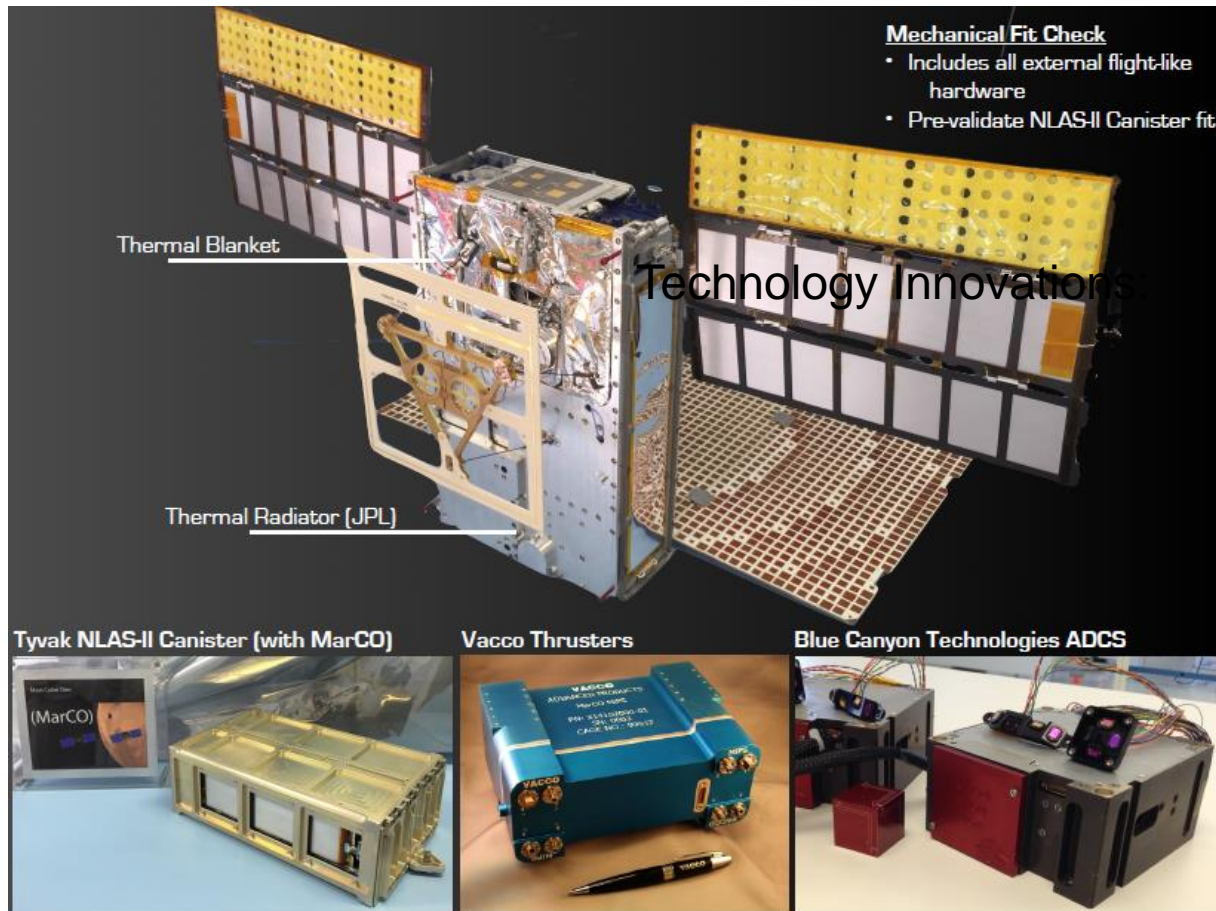 Mechanical Fit Check
• Includes all external flight-like
hardware
• Pre-validate NLAS-II Canister fit
Thermal Blanket
Technology Innovations:
Thermal Radiator (JPL)
Tyvak NLAS-II Canister (with MarCO)
Vacco Thrusters
Blue Canyon Technologies ADCS
(MarCO)
VACCO
ADVANCED PRODUCTS
MarCO MIPS
VACCO
MIPS
VACCO